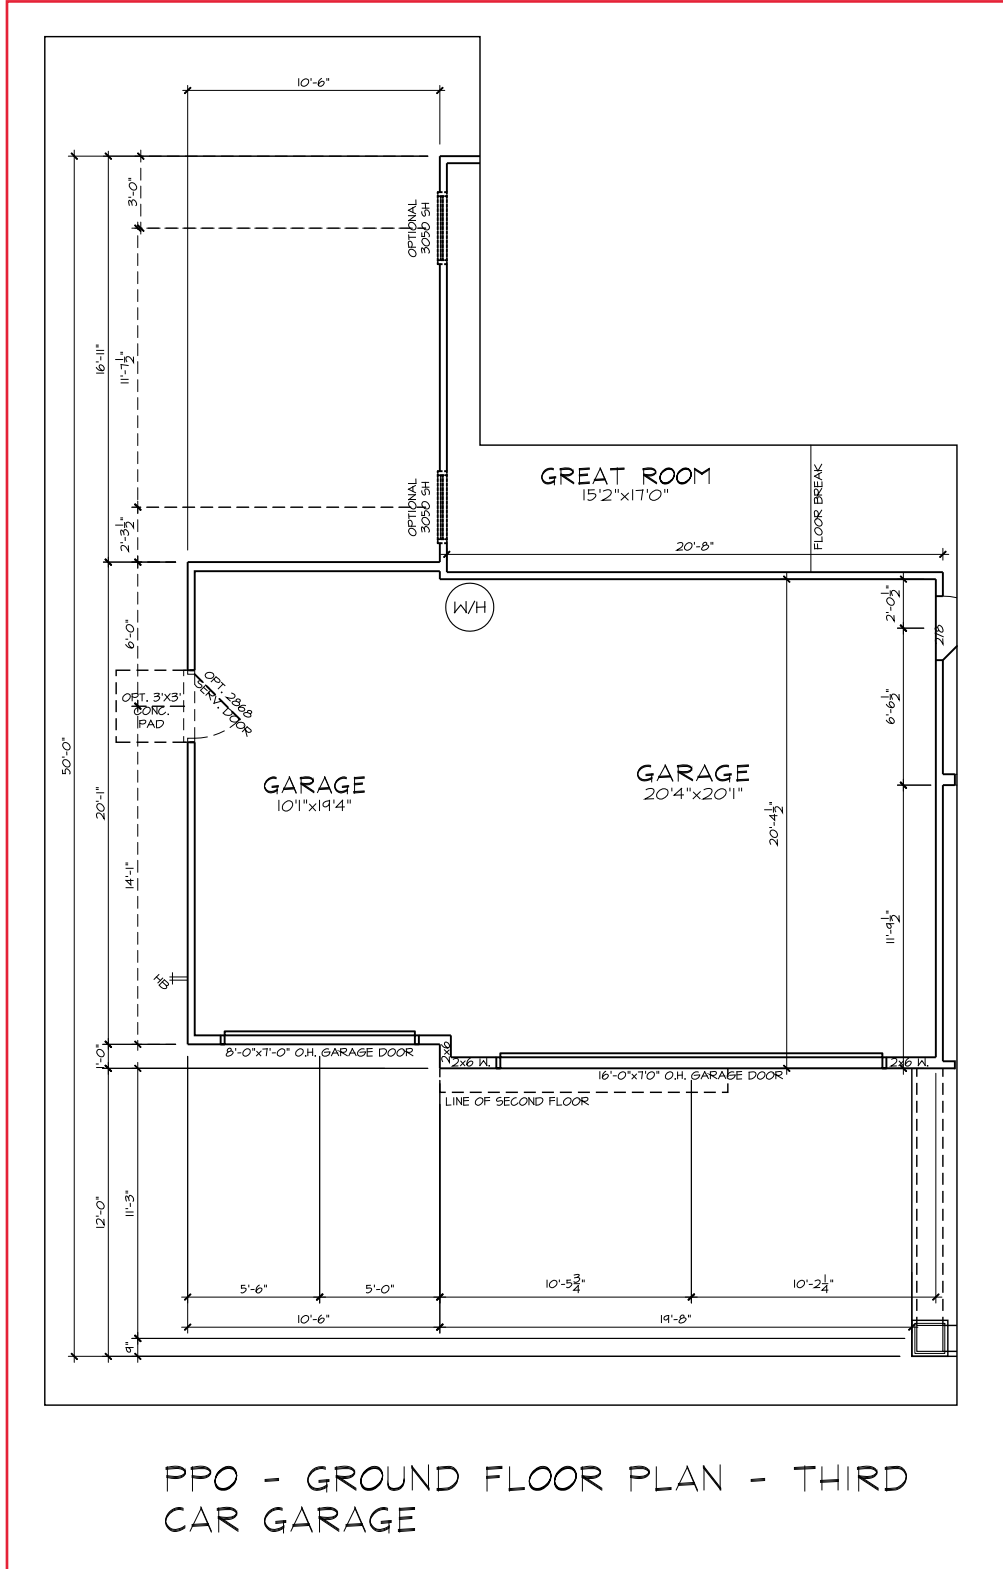 10'-6"
3'-0"
OPTIONAL
3050 SH
16'-11"
11'-7 1/2"
OPTIONAL
3050 SH
2'-3 1/2"
GREAT ROOM
15'2"x17'0"
FLOOR BREAK
20'-8"
W/H
2'-0 1/2"
6'-0"
OPT. 2868
SERV. DOOR
OPT. 3'X3'
CONC.
PAD
6'-6 1/2"
50'-0"
20'-1"
GARAGE
10'1"x19'4"
GARAGE
20'4"x20'1"
20'-4 1/2"
14'-1"
11'-9 1/2"
HB
1'-0"
8'-0"x7'-0" O.H. GARAGE DOOR
2x6
2x6 W.
2x6 W.
16'-0"x7'0" O.H. GARAGE DOOR
LINE OF SECOND FLOOR
12'-0"
11'-3"
5'-6"
5'-0"
10'-5 3/4"
10'-2 1/4"
10'-6"
19'-8"
9"
PPO - GROUND FLOOR PLAN - THIRD
CAR GARAGE